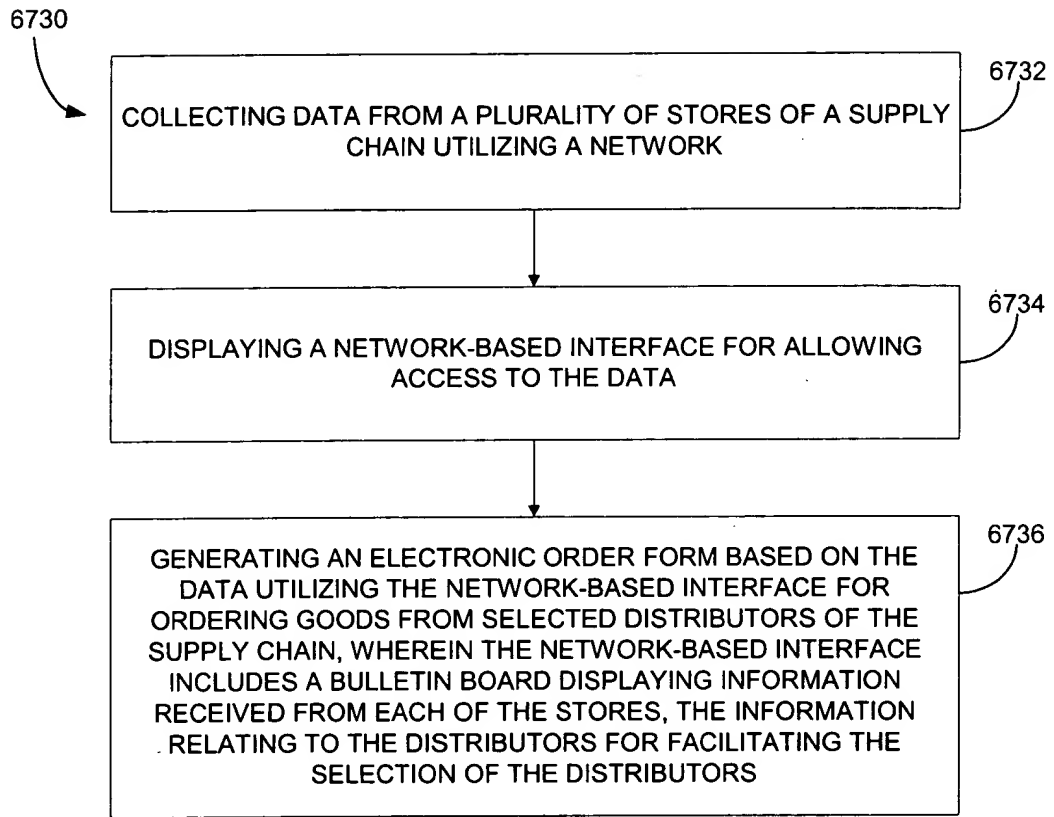 6730
6732
COLLECTING DATA FROM A PLURALITY OF STORES OF A SUPPLY
CHAIN UTILIZING A NETWORK
6734
DISPLAYING A NETWORK-BASED INTERFACE FOR ALLOWING
ACCESS TO THE DATA
6736
GENERATING AN ELECTRONIC ORDER FORM BASED ON THE
DATA UTILIZING THE NETWORK-BASED INTERFACE FOR
ORDERING GOODS FROM SELECTED DISTRIBUTORS OF THE
SUPPLY CHAIN, WHEREIN THE NETWORK-BASED INTERFACE
INCLUDES A BULLETIN BOARD DISPLAYING INFORMATION
RECEIVED FROM EACH OF THE STORES, THE INFORMATION
RELATING TO THE DISTRIBUTORS FOR FACILITATING THE
SELECTION OF THE DISTRIBUTORS